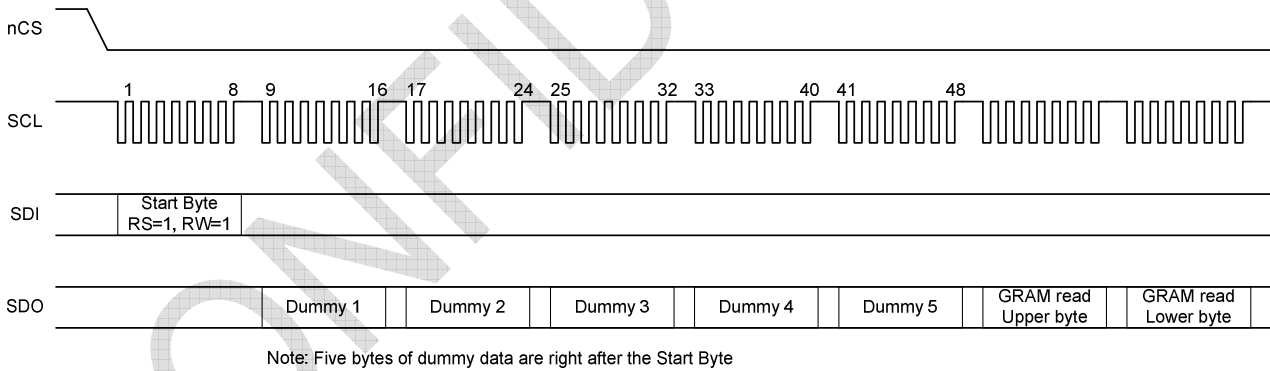 nCS
1 8 9 16 17 24 25 32 33 40 41 48
SCL
Start Byte
RS=1, RW=1
SDI
SDO
Dummy 1
Dummy 2
Dummy 3
Dummy 4
Dummy 5
GRAM read
Upper byte
GRAM read
Lower byte
Note: Five bytes of dummy data are right after the Start Byte
ONFID